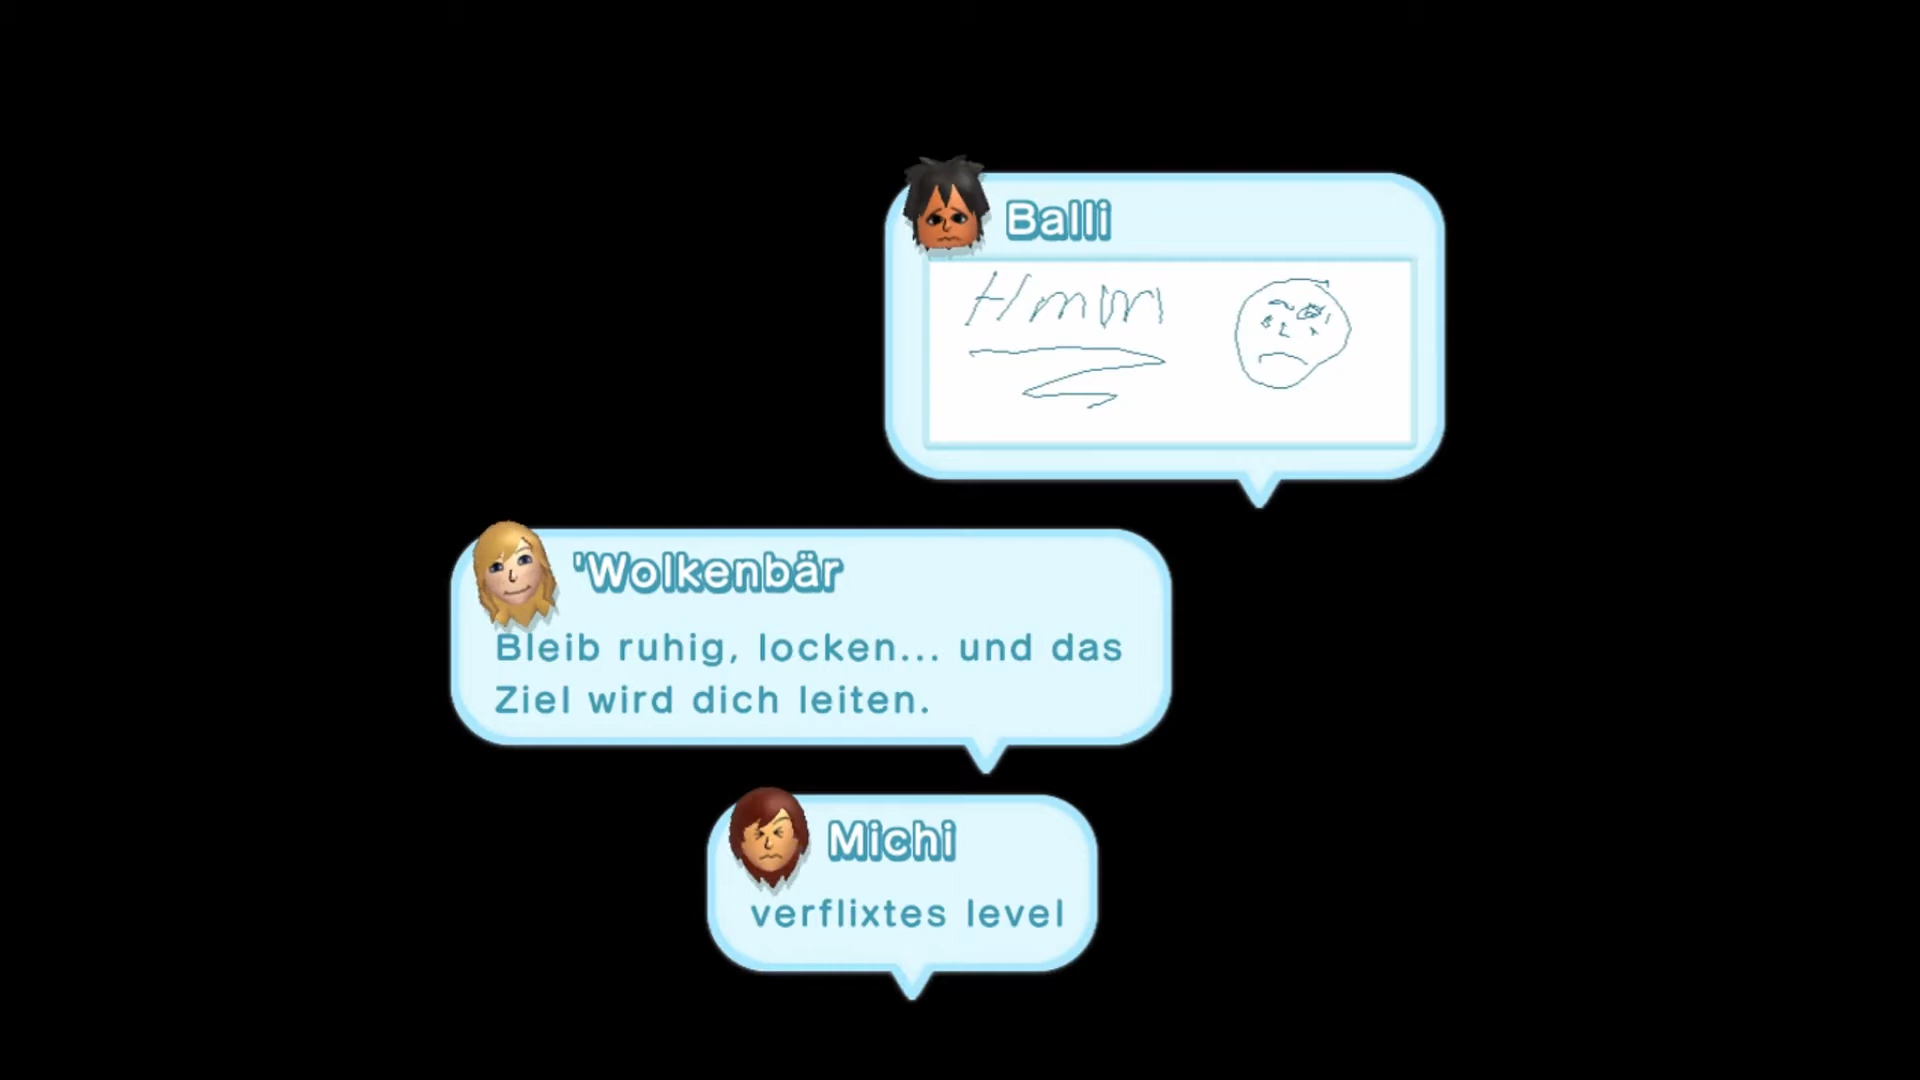 Balli
Hmm
'Wolkenbär
Bleib ruhig, locken... und das
Ziel wird dich leiten.
Michi
verflixtes level